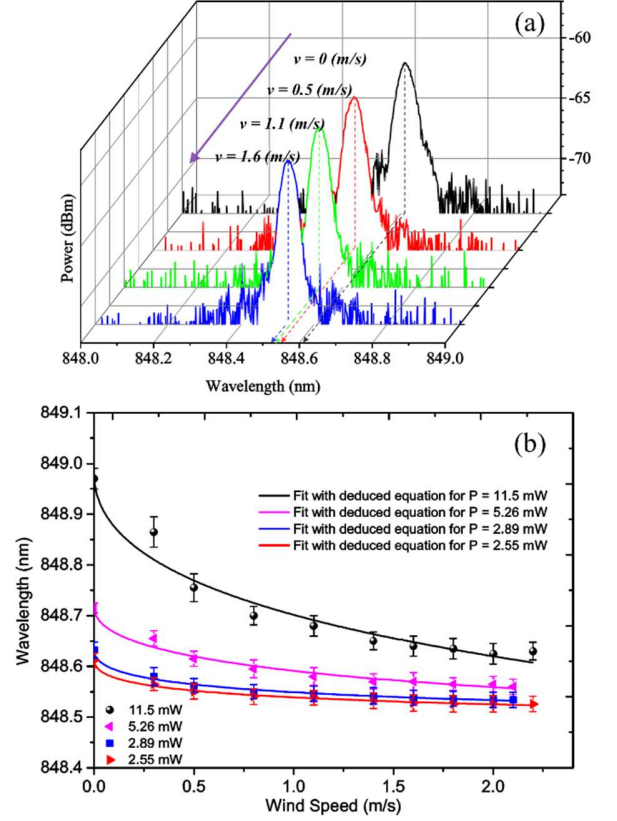 (a)
-60
-65
-70
v = 0 (m/s)
v = 0.5 (m/s)
v = 1.1 (m/s)
v = 1.6 (m/s)
Power (dBm)
848.0 848.2 848.4 848.6 848.8 849.0
Wavelength (nm)
(b)
849.1
849.0
848.9
848.8
848.7
848.6
848.5
848.4
Wavelength (nm)
Fit with deduced equation for P = 11.5 mW
Fit with deduced equation for P = 5.26 mW
Fit with deduced equation for P = 2.89 mW
Fit with deduced equation for P = 2.55 mW
11.5 mW
5.26 mW
2.89 mW
2.55 mW
0.0 0.5 1.0 1.5 2.0
Wind Speed (m/s)